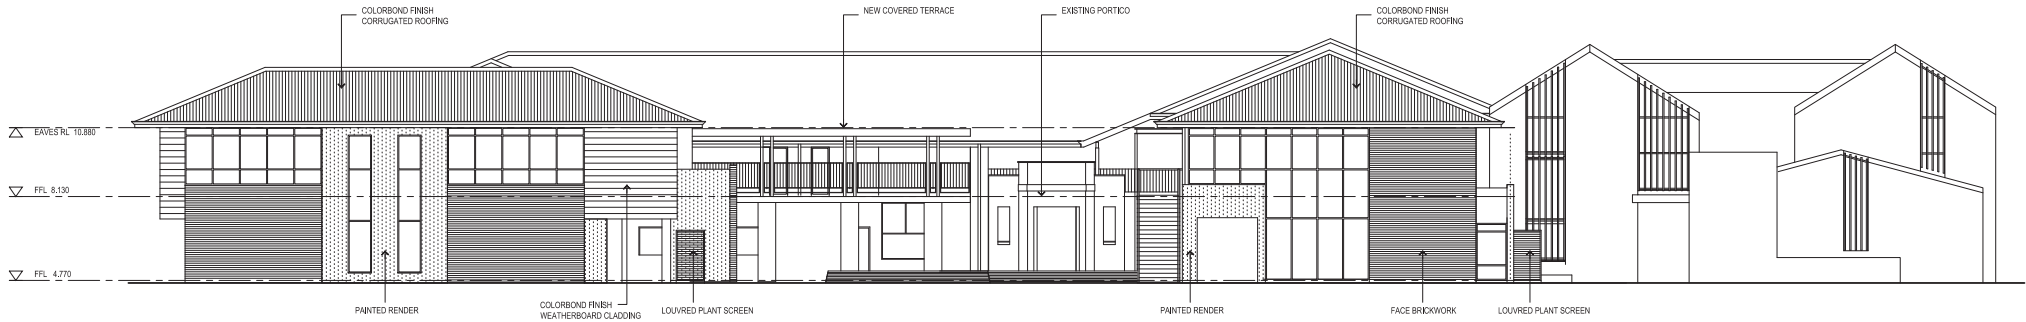 COLORBOND FINISH
CORRUGATED ROOFING
NEW COVERED TERRACE
EXISTING PORTICO
COLORBOND FINISH
CORRUGATED ROOFING
EAVES RL 10.880
FFL 8.130
FFL 4.770
PAINTED RENDER
COLORBOND FINISH
WEATHERBOARD CLADDING
LOUVRED PLANT SCREEN
PAINTED RENDER
FACE BRICKWORK
LOUVRED PLANT SCREEN